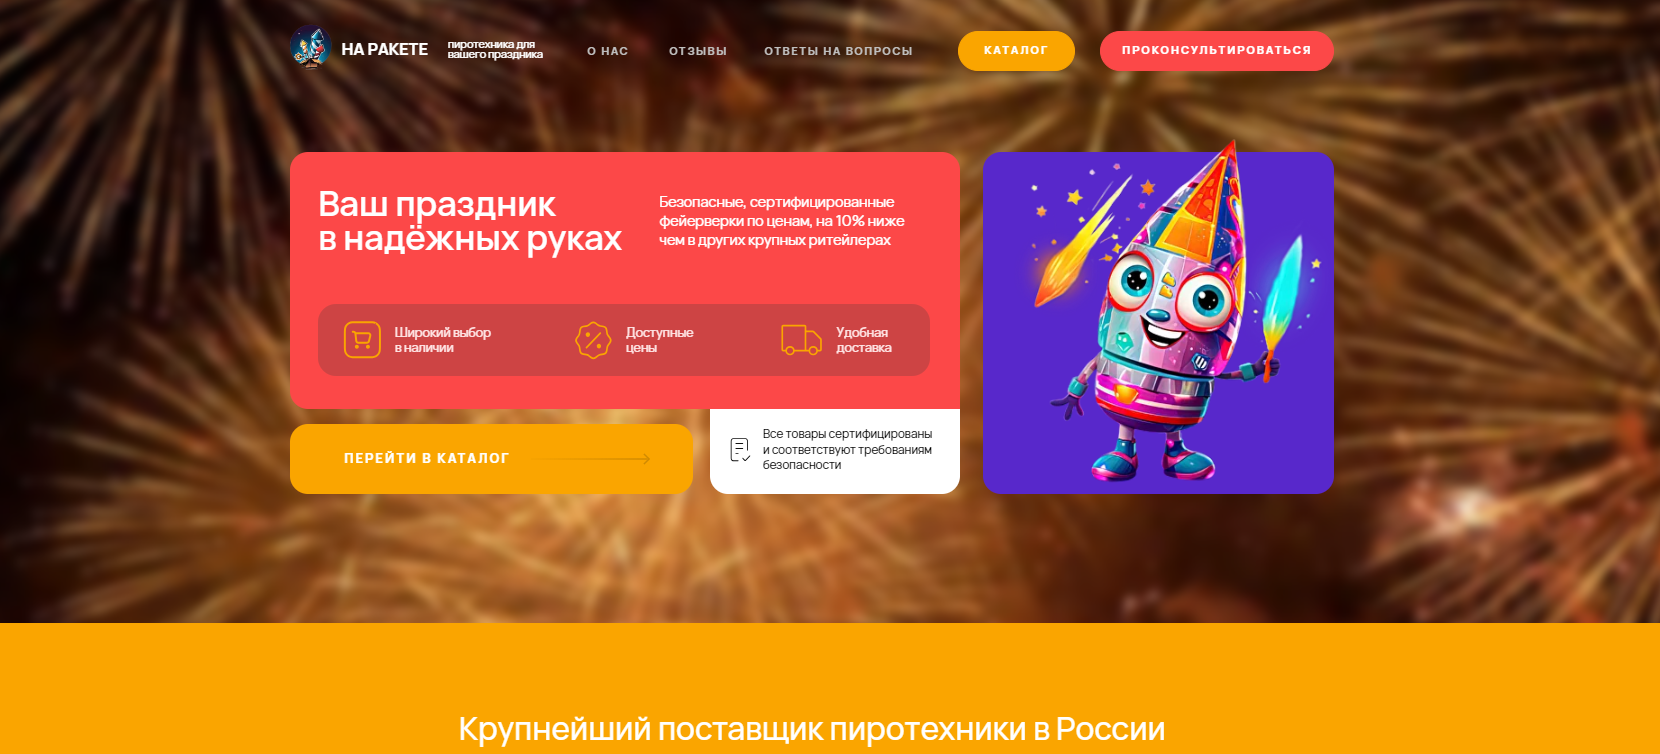 НА РАКЕТЕ
пиротехника для
вашего праздника
О НАС
ОТЗЫВЫ
ОТВЕТЫ НА ВОПРОСЫ
КАТАЛОГ
ПРОКОНСУЛЬТИРОВАТЬСЯ
Ваш праздник
в надёжных руках
Безопасные, сертифицированные
фейерверки по ценам, на 10% ниже
чем в других крупных ритейлерах
Широкий выбор
в наличии
Доступные
цены
Удобная
доставка
ПЕРЕЙТИ В КАТАЛОГ
Все товары сертифицированы
и соответствуют требованиям
безопасности
Крупнейший поставщик пиротехники в России